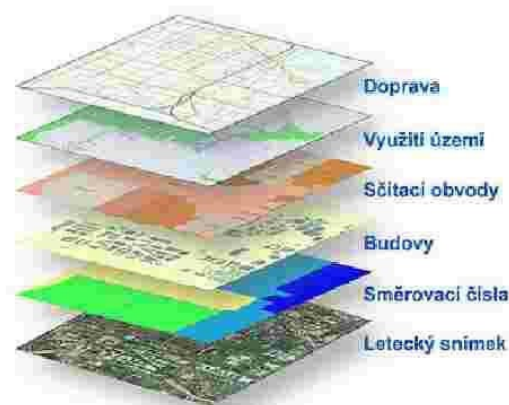 Doprava
Využití území
Sčítací obvody
Budovy
Směrovací čísla
Letecký snímek